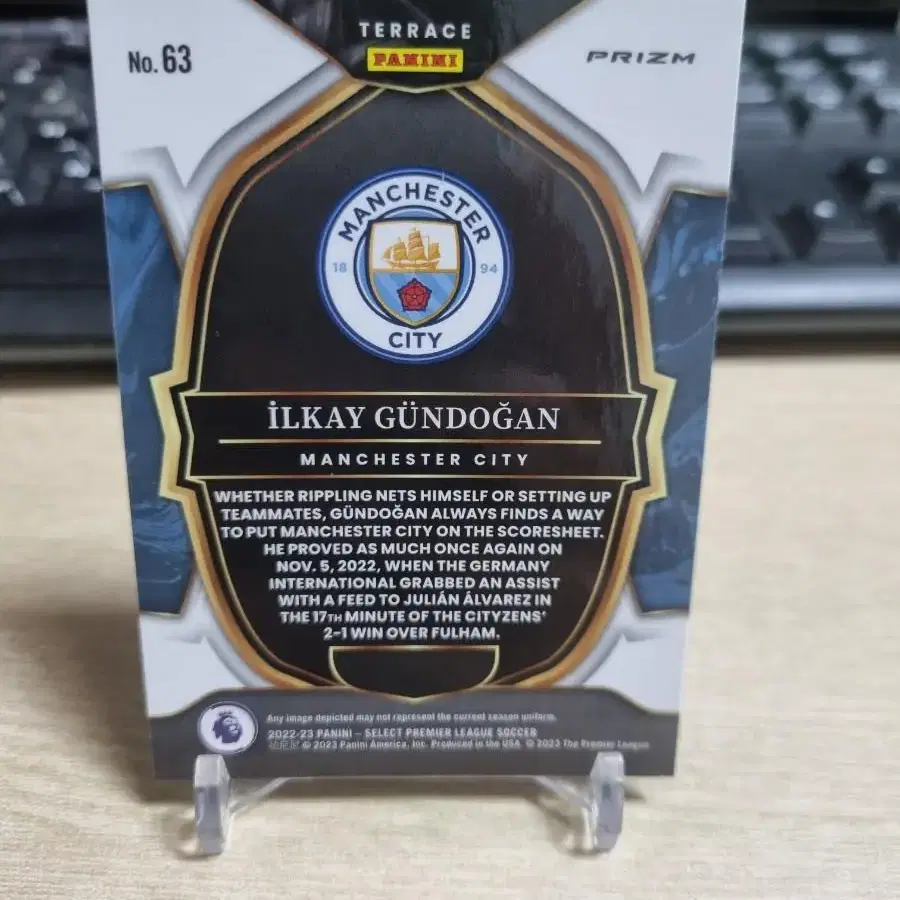 TERRACE
PANINI
No. 63
PRIZM
MANCHESTER
18 94
CITY
İLKAY GÜNDOĞAN
MANCHESTER CITY
WHETHER RIPPLING NETS HIMSELF OR SETTING UP
TEAMMATES, GÜNDOĞAN ALWAYS FINDS A WAY
TO PUT MANCHESTER CITY ON THE SCORESHEET.
HE PROVED AS MUCH ONCE AGAIN ON
NOV. 5, 2022, WHEN THE GERMANY
INTERNATIONAL GRABBED AN ASSIST
WITH A FEED TO JULIÁN ÁLVAREZ IN
THE 17TH MINUTE OF THE CITYZENS'
2–1 WIN OVER FULHAM.
Any image depicted may not represent the current season uniform.
2022-23 PANINI – SELECT PREMIER LEAGUE SOCCER
© 2023 Panini America, Inc. Produced in the USA. © 2023 The Premier League